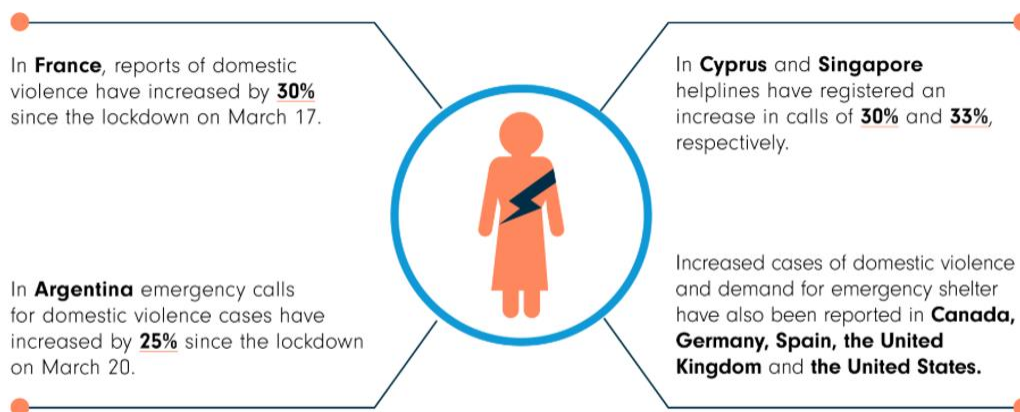 In France, reports of domestic
violence have increased by 30%
since the lockdown on March 17.
In Cyprus and Singapore
helplines have registered an
increase in calls of 30% and 33%,
respectively.
In Argentina emergency calls
for domestic violence cases have
increased by 25% since the lockdown
on March 20.
Increased cases of domestic violence
and demand for emergency shelter
have also been reported in Canada,
Germany, Spain, the United
Kingdom and the United States.